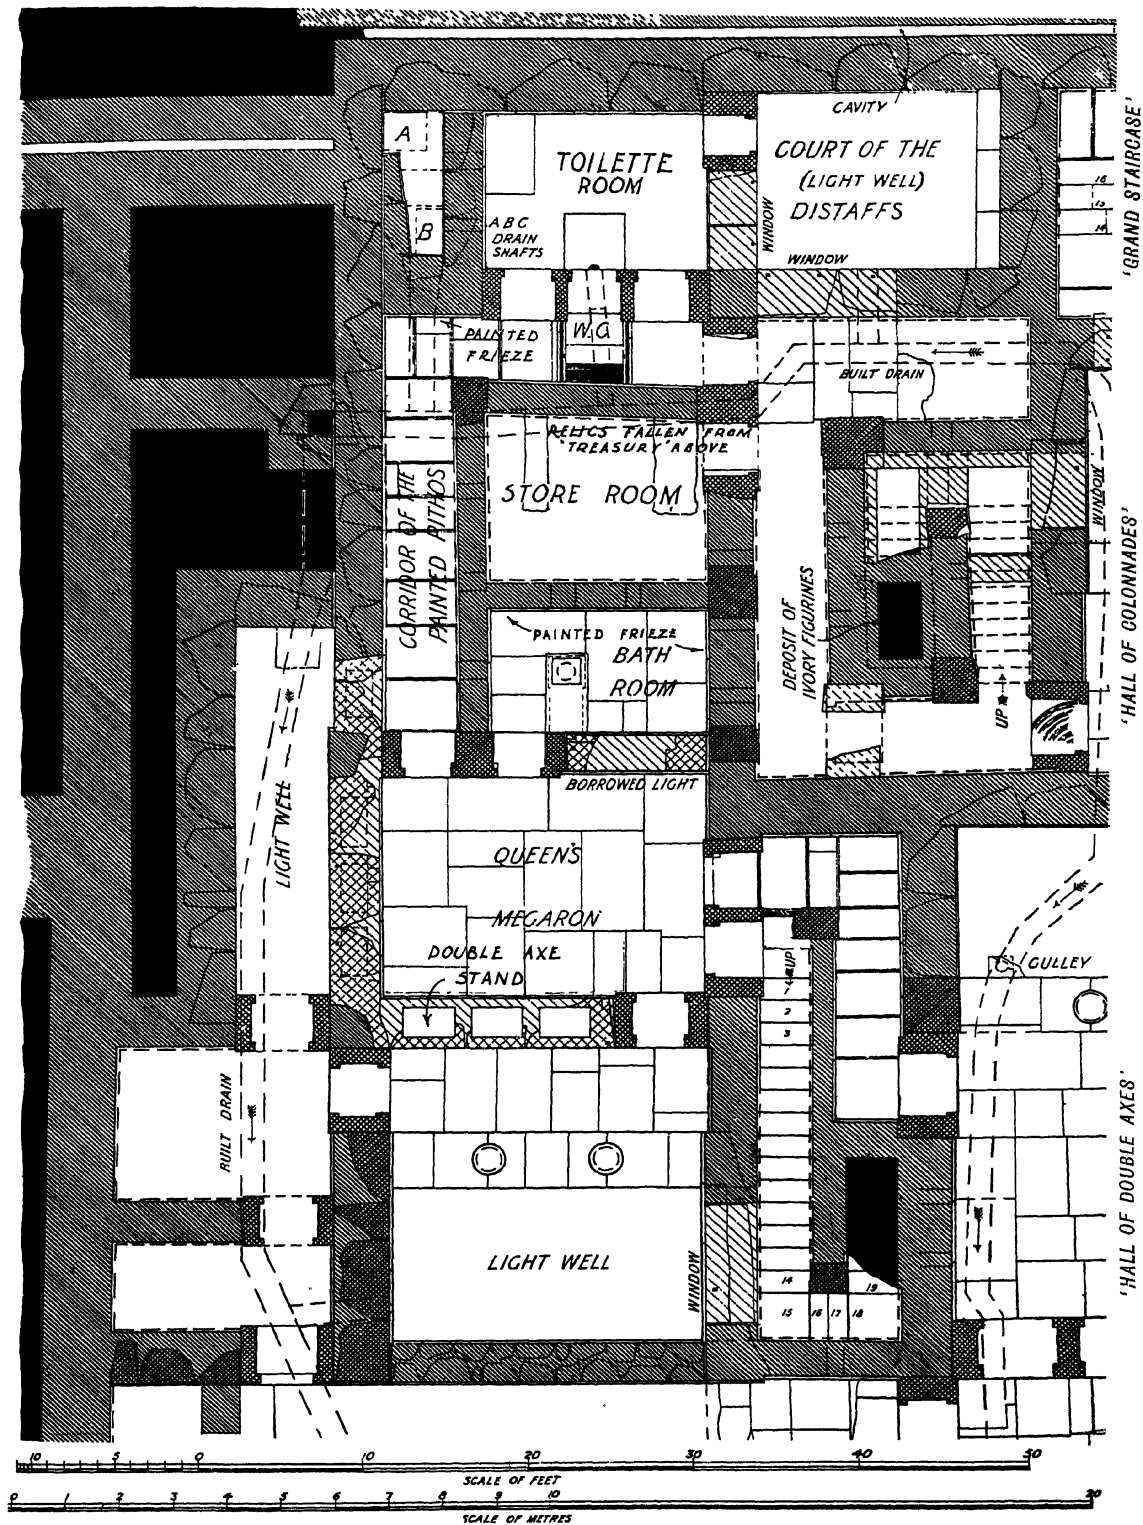 CAVITY
A
TOILETTE
ROOM
COURT OF THE
(LIGHT WELL)
DISTAFFS
'GRAND STAIRCASE'
16
15
14
B
A B C
DRAIN
SHAFTS
WINDOW
WINDOW
PAINTED
FRIEZE
W.C.
BUILT DRAIN
RELICS FALLEN FROM
'TREASURY' ABOVE
STORE ROOM
CORRIDOR OF THE
PAINTED PITHOS
WINDOW
'HALL OF COLONNADES'
DEPOSIT OF
IVORY FIGURINES
PAINTED FRIEZE
BATH
ROOM
UP
BORROWED LIGHT
LIGHT WELL
QUEEN'S
MEGARON
DOUBLE AXE
STAND
UP
1
2
3
GULLEY
BUILT DRAIN
'HALL OF DOUBLE AXES'
LIGHT WELL
WINDOW
14
15
16
17
18
19
10 5 0 10 20 30 40 50
SCALE OF FEET
0 1 2 3 4 5 6 7 8 9 10 20
SCALE OF METRES